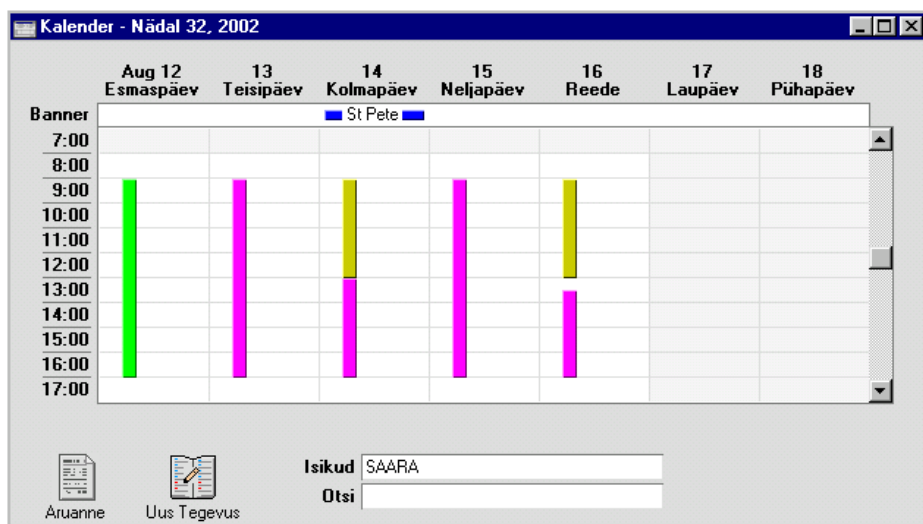 Kalender - Nädal 32, 2002
Aug 12 13 14 15 16 17 18
Esmaspäev Teisipäev Kolmapäev Neljapäev Reede Laupäev Pühapäev
Banner St Pete
7:00
8:00
9:00
10:00
11:00
12:00
13:00
14:00
15:00
16:00
17:00
Isikud SAARA
Otsi
Aruanne Uus Tegevus